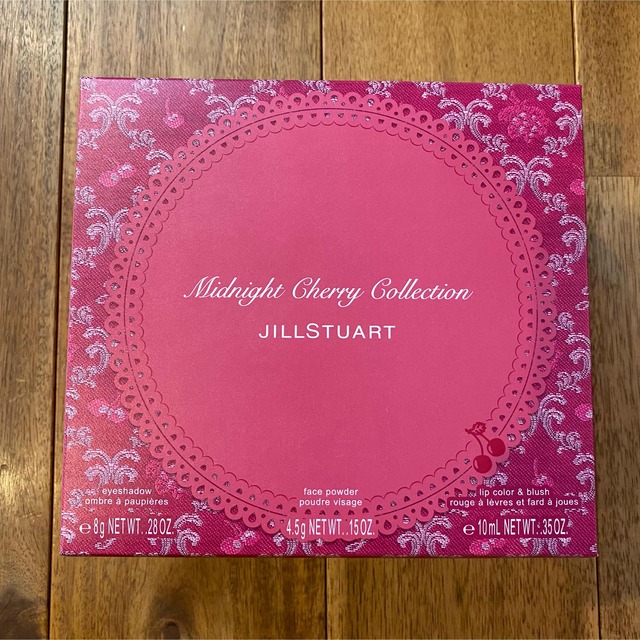 Midnight Cherry Collection
JILLSTUART
eyeshadow
ombre à paupières
℮ 8g NET WT. .28 OZ.
face powder
poudre visage
4.5g NET WT. .15 OZ.
lip color & blush
rouge à lèvres et fard à joues
℮ 10mL NET WT. .35 OZ.